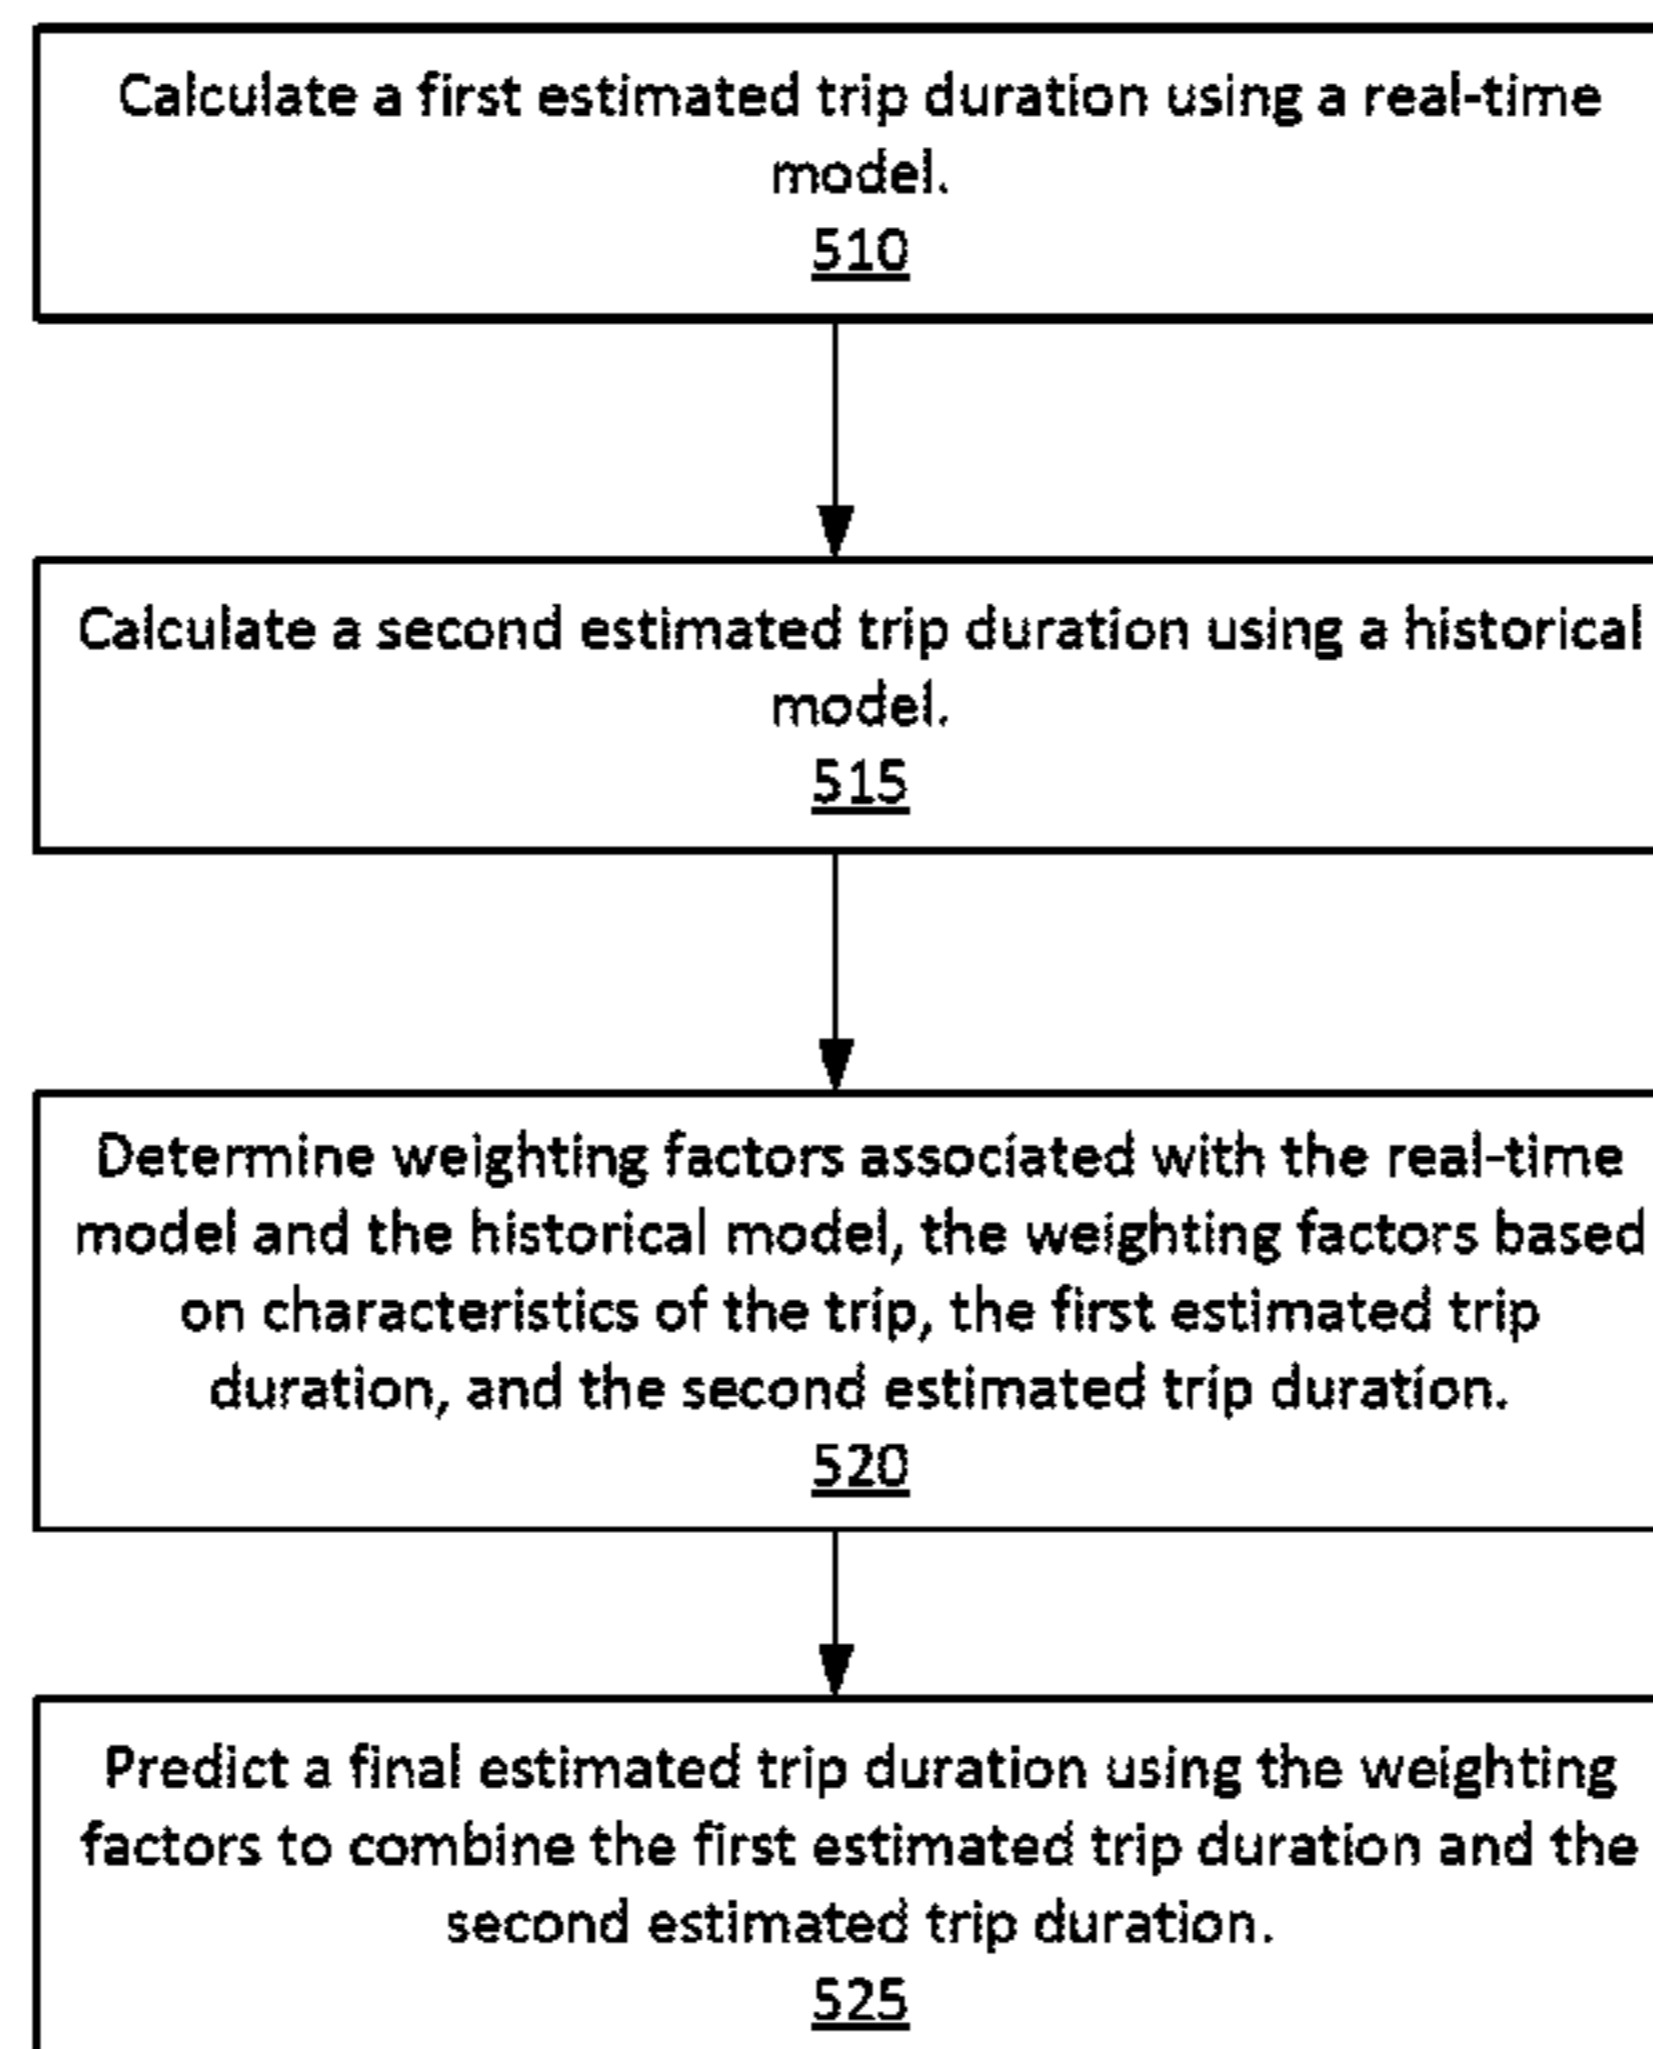 Calculate a first estimated trip duration using a real-time
model.
510
Calculate a second estimated trip duration using a historical
model.
515
Determine weighting factors associated with the real-time
model and the historical model, the weighting factors based
on characteristics of the trip, the first estimated trip
duration, and the second estimated trip duration.
520
Predict a final estimated trip duration using the weighting
factors to combine the first estimated trip duration and the
second estimated trip duration.
525